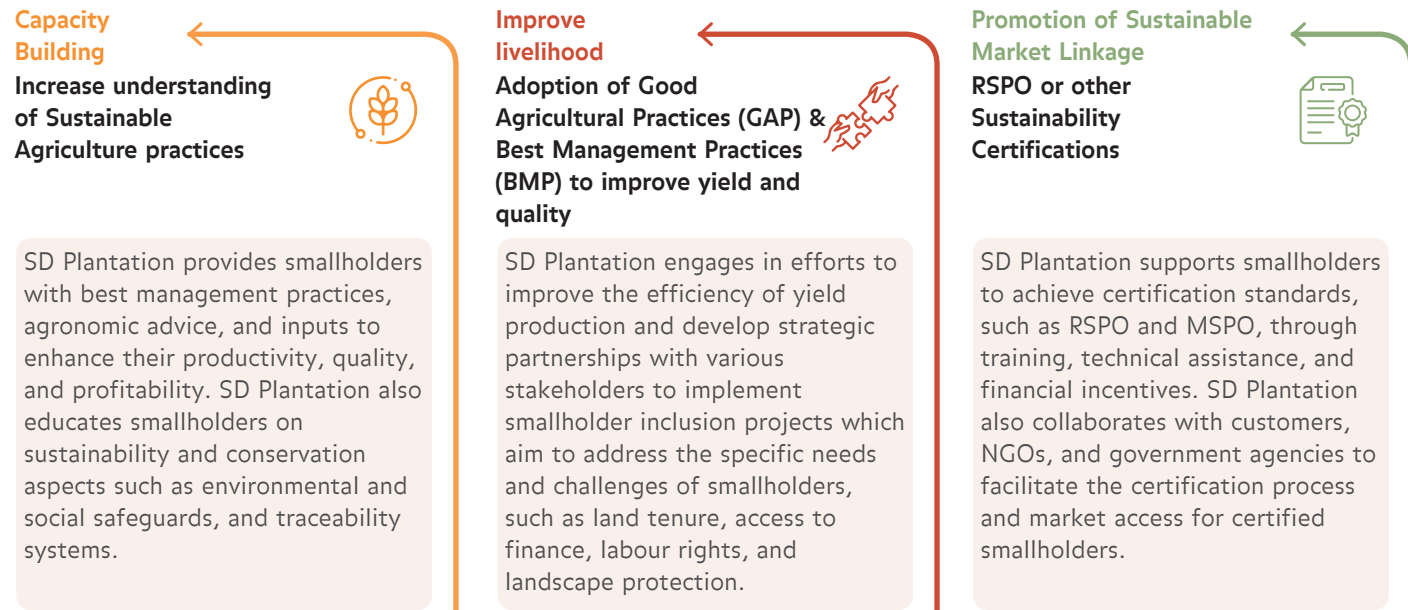 Capacity
Building
Increase understanding
of Sustainable
Agriculture practices
SD Plantation provides smallholders
with best management practices,
agronomic advice, and inputs to
enhance their productivity, quality,
and profitability. SD Plantation also
educates smallholders on
sustainability and conservation
aspects such as environmental and
social safeguards, and traceability
systems.
Improve
livelihood
Adoption of Good
Agricultural Practices (GAP) &
Best Management Practices
(BMP) to improve yield and
quality
SD Plantation engages in efforts to
improve the efficiency of yield
production and develop strategic
partnerships with various
stakeholders to implement
smallholder inclusion projects which
aim to address the specific needs
and challenges of smallholders,
such as land tenure, access to
finance, labour rights, and
landscape protection.
Promotion of Sustainable
Market Linkage
RSPO or other
Sustainability
Certifications
SD Plantation supports smallholders
to achieve certification standards,
such as RSPO and MSPO, through
training, technical assistance, and
financial incentives. SD Plantation
also collaborates with customers,
NGOs, and government agencies to
facilitate the certification process
and market access for certified
smallholders.